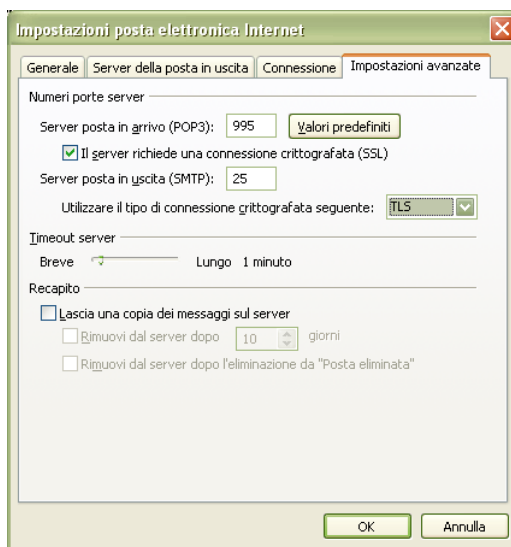 Impostazioni posta elettronica Internet
Generale Server della posta in uscita Connessione Impostazioni avanzate
Numeri porte server
Server posta in arrivo (POP3): 995 Valori predefiniti
Il server richiede una connessione crittografata (SSL)
Server posta in uscita (SMTP): 25
Utilizzare il tipo di connessione crittografata seguente: TLS
Timeout server
Breve Lungo 1 minuto
Recapito
Lascia una copia dei messaggi sul server
Rimuovi dal server dopo 10 giorni
Rimuovi dal server dopo l'eliminazione da "Posta eliminata"
OK Annulla